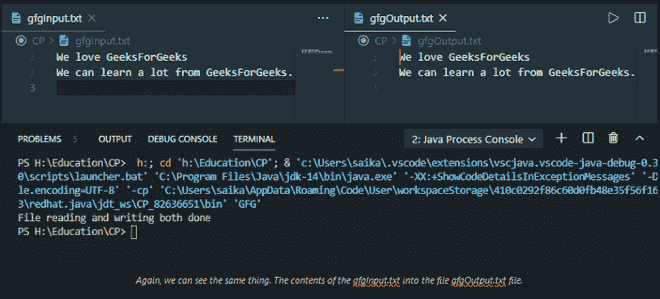 gfgInput.txt
CP > gfgInput.txt
1 We love GeeksForGeeks
2 We can learn a lot from GeeksForGeeks.
3
gfgOutput.txt
CP > gfgOutput.txt
1 We love GeeksForGeeks
2 We can learn a lot from GeeksForGeeks.
3
PROBLEMS 5 OUTPUT DEBUG CONSOLE TERMINAL 2: Java Process Console
PS H:\Education\CP> h:; cd 'h:\Education\CP'; & 'c:\Users\saika\.vscode\extensions\vscjava.vscode-java-debug-0.3
0\scripts\launcher.bat' 'C:\Program Files\Java\jdk-14\bin\java.exe' '-XX:+ShowCodeDetailsInExceptionMessages' '-D
le.encoding=UTF-8' '-cp' 'C:\Users\saika\AppData\Roaming\Code\User\workspaceStorage\410c0292f86c60d0fb48e35f56f16
3\redhat.java\jdt_ws\CP_82636651\bin' 'GFG'
File reading and writing both done
PS H:\Education\CP>
Again, we can see the same thing. The contents of the gfgInput.txt into the file gfgOutput.txt file.